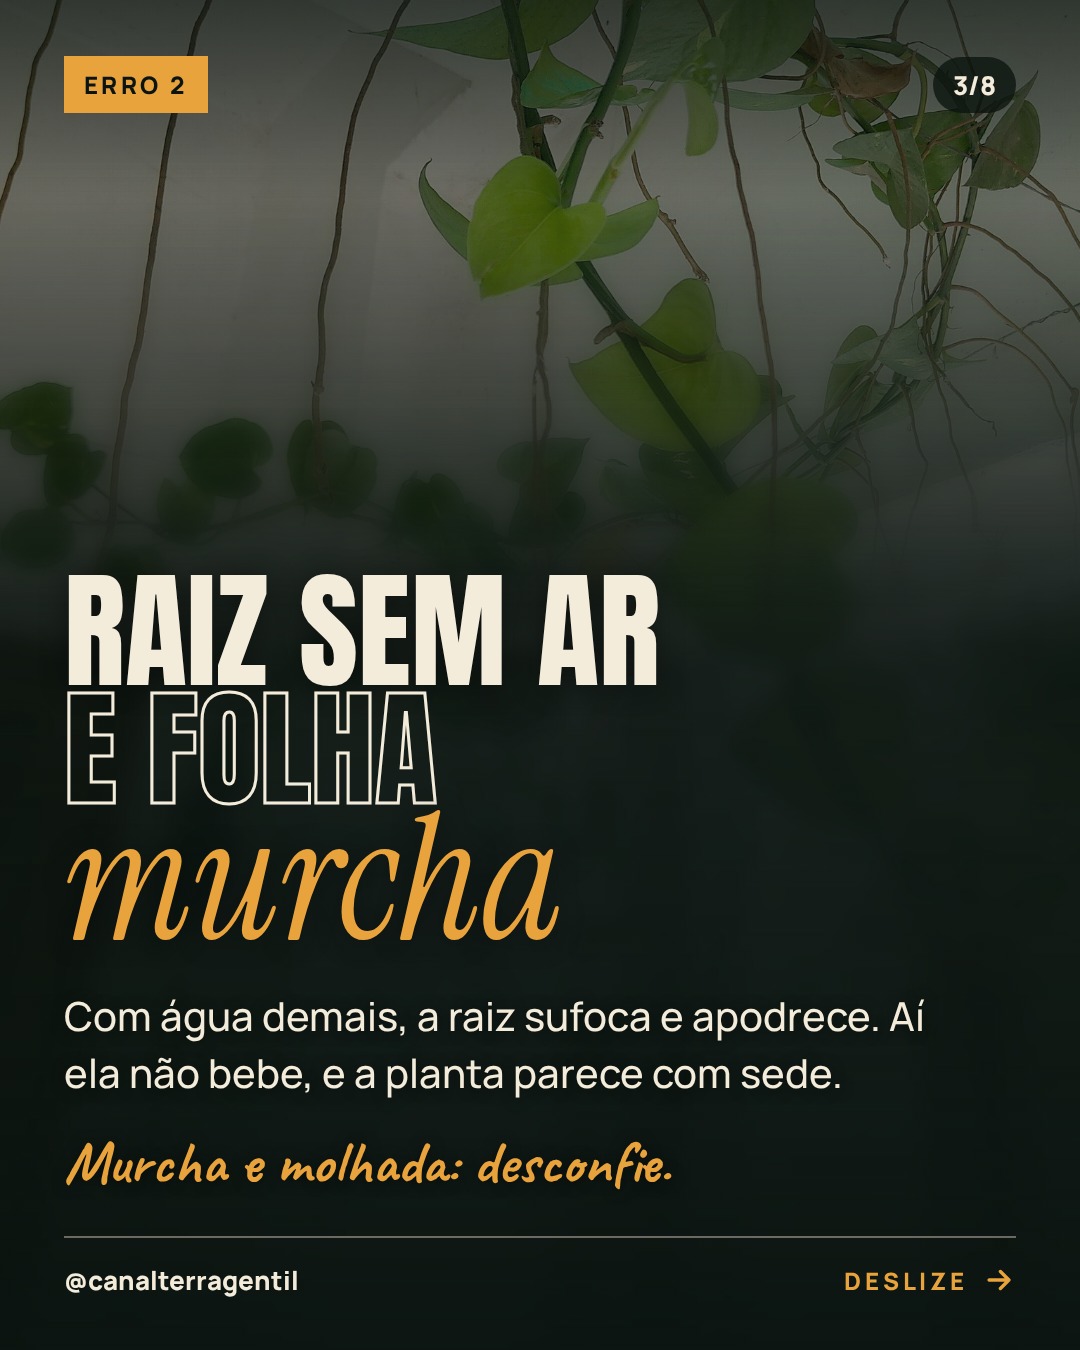 ERRO 2
3/8
RAIZ SEM AR
E FOLHA
murcha
Com água demais, a raiz sufoca e apodrece. Aí
ela não bebe, e a planta parece com sede.
Murcha e molhada: desconfie.
@canalterragentil
DESLIZE →